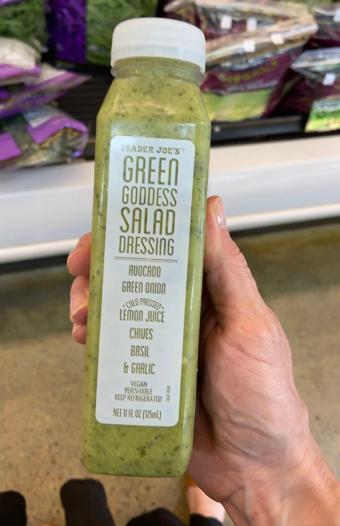 TRADER JOE'S
GREEN
GODDESS
SALAD
DRESSING
AVOCADO
GREEN ONION
"COLD PRESSED"
LEMON JUICE
CHIVES
BASIL
& GARLIC
VEGAN
PERISHABLE
KEEP REFRIGERATED
NET 11 FL OZ (325mL)